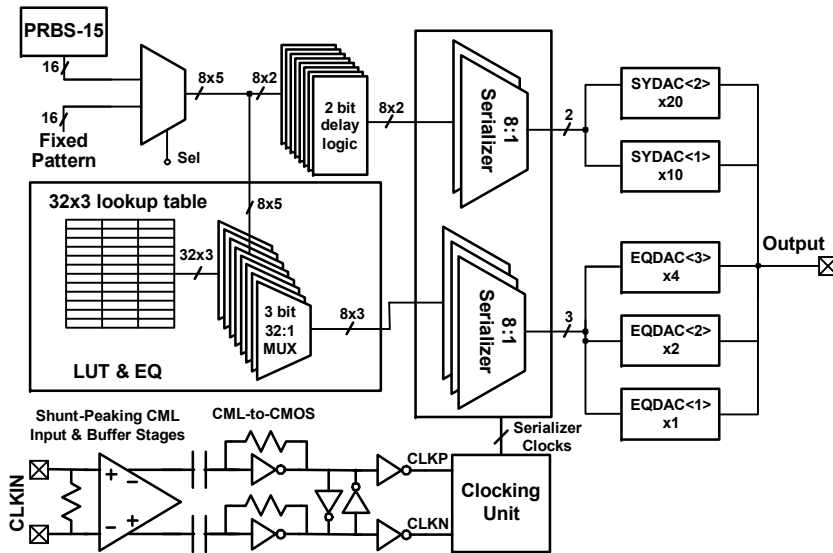 PRBS-15
16
16
Fixed
Pattern
Sel
8x5
8x2
2 bit
delay
logic
8x2
8:1
Serializer
2
SYDAC<2>
x20
SYDAC<1>
x10
32x3 lookup table
8x5
32x3
3 bit
32:1
MUX
8x3
LUT & EQ
8:1
Serializer
3
EQDAC<3>
x4
EQDAC<2>
x2
EQDAC<1>
x1
Output
Shunt-Peaking CML
Input & Buffer Stages
CML-to-CMOS
Serializer
Clocks
CLKIN
+
−
−
+
CLKP
CLKN
Clocking
Unit